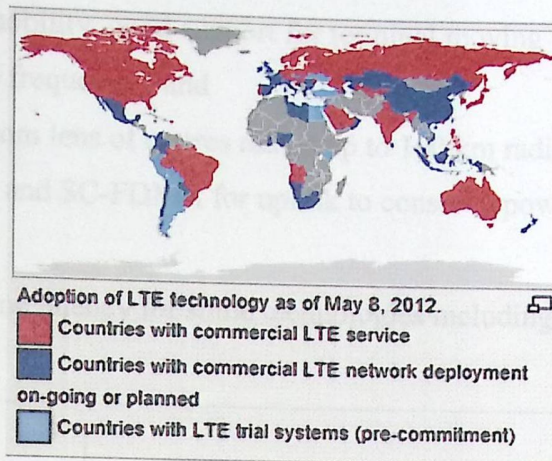 Adoption of LTE technology as of May 8, 2012.
Countries with commercial LTE service
Countries with commercial LTE network deployment
on-going or planned
Countries with LTE trial systems (pre-commitment)